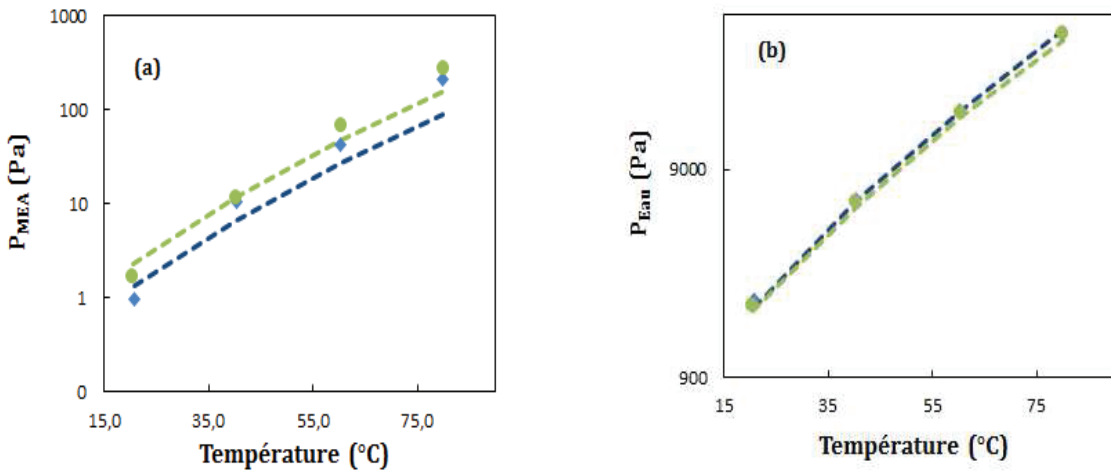 1000
100
10
1
0
(a)
P_MEA (Pa)
15,0 35,0 55,0 75,0
Température (°C)
(b)
9000
900
P_Eau (Pa)
15 35 55 75
Température (°C)